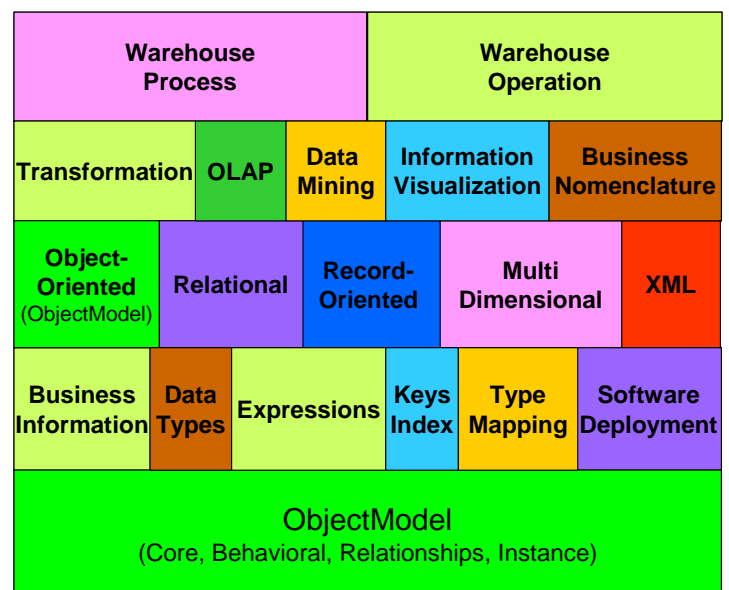 Warehouse
Process
Warehouse
Operation
Transformation
OLAP
Data
Mining
Information
Visualization
Business
Nomenclature
Object-
Oriented
(ObjectModel)
Relational
Record-
Oriented
Multi
Dimensional
XML
Business
Information
Data
Types
Expressions
Keys
Index
Type
Mapping
Software
Deployment
ObjectModel
(Core, Behavioral, Relationships, Instance)